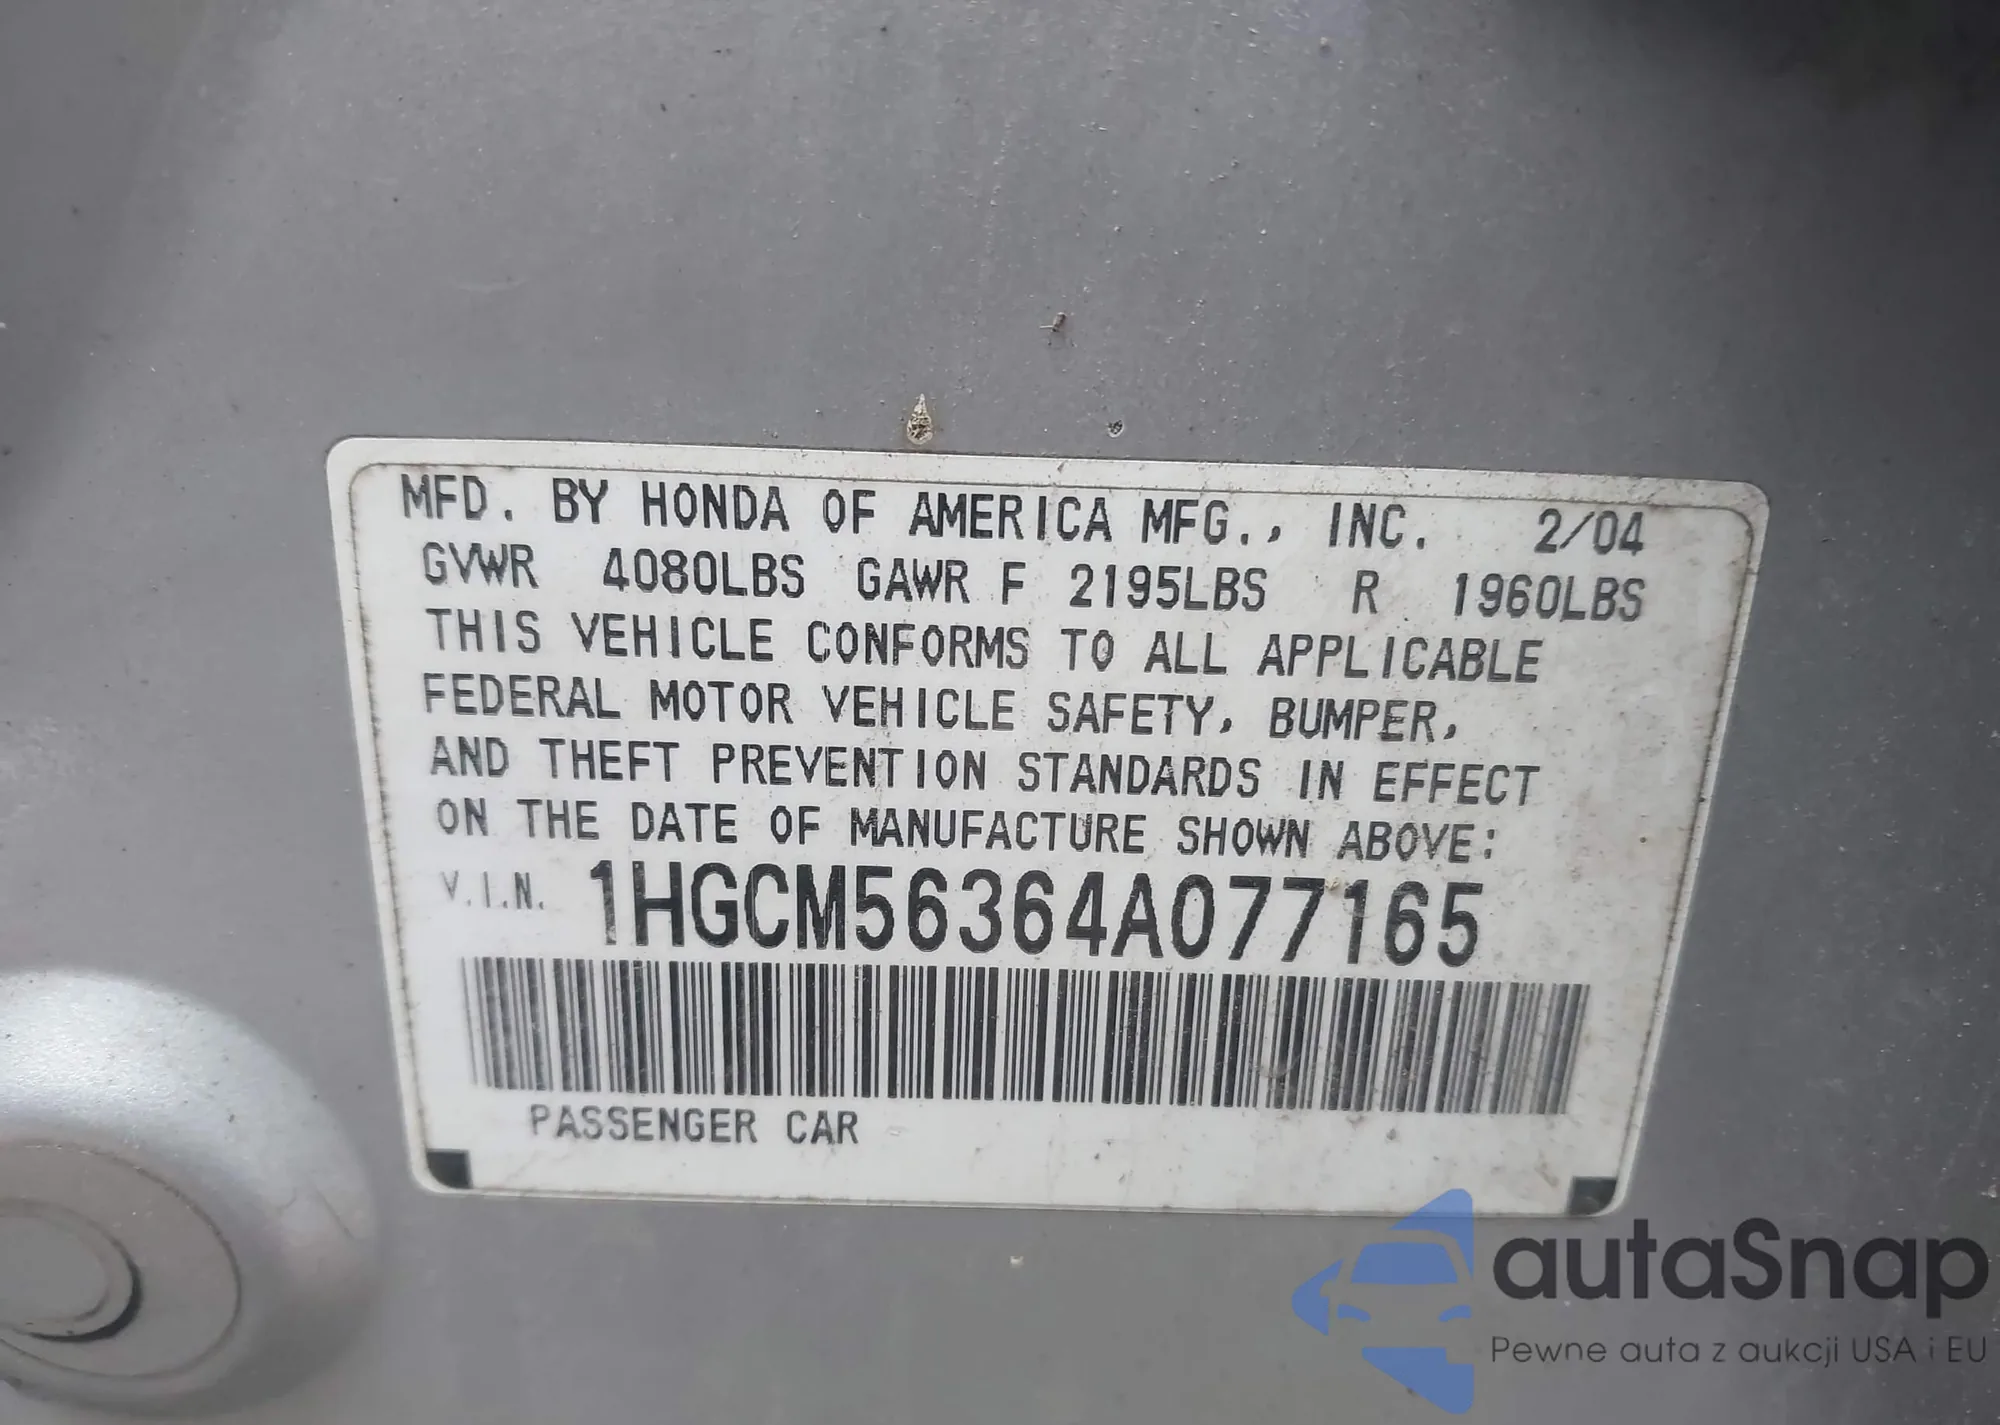 MFD. BY HONDA OF AMERICA MFG., INC. 2/04
GVWR 4080LBS GAWR F 2195LBS R 1960LBS
THIS VEHICLE CONFORMS TO ALL APPLICABLE
FEDERAL MOTOR VEHICLE SAFETY, BUMPER,
AND THEFT PREVENTION STANDARDS IN EFFECT
ON THE DATE OF MANUFACTURE SHOWN ABOVE:
V.I.N. 1HGCM56364A077165
PASSENGER CAR
autaSnap
Pewne auta z aukcji USA i EU